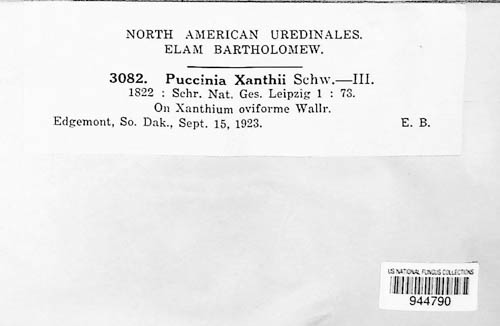 NORTH AMERICAN UREDINALES.
ELAM BARTHOLOMEW.
3082. Puccinia Xanthii Schw.—III.
1822 : Schr. Nat. Ges. Leipzig 1 : 73.
On Xanthium oviforme Wallr.
Edgemont, So. Dak., Sept. 15, 1923. E. B.
US NATIONAL FUNGUS COLLECTIONS
944790